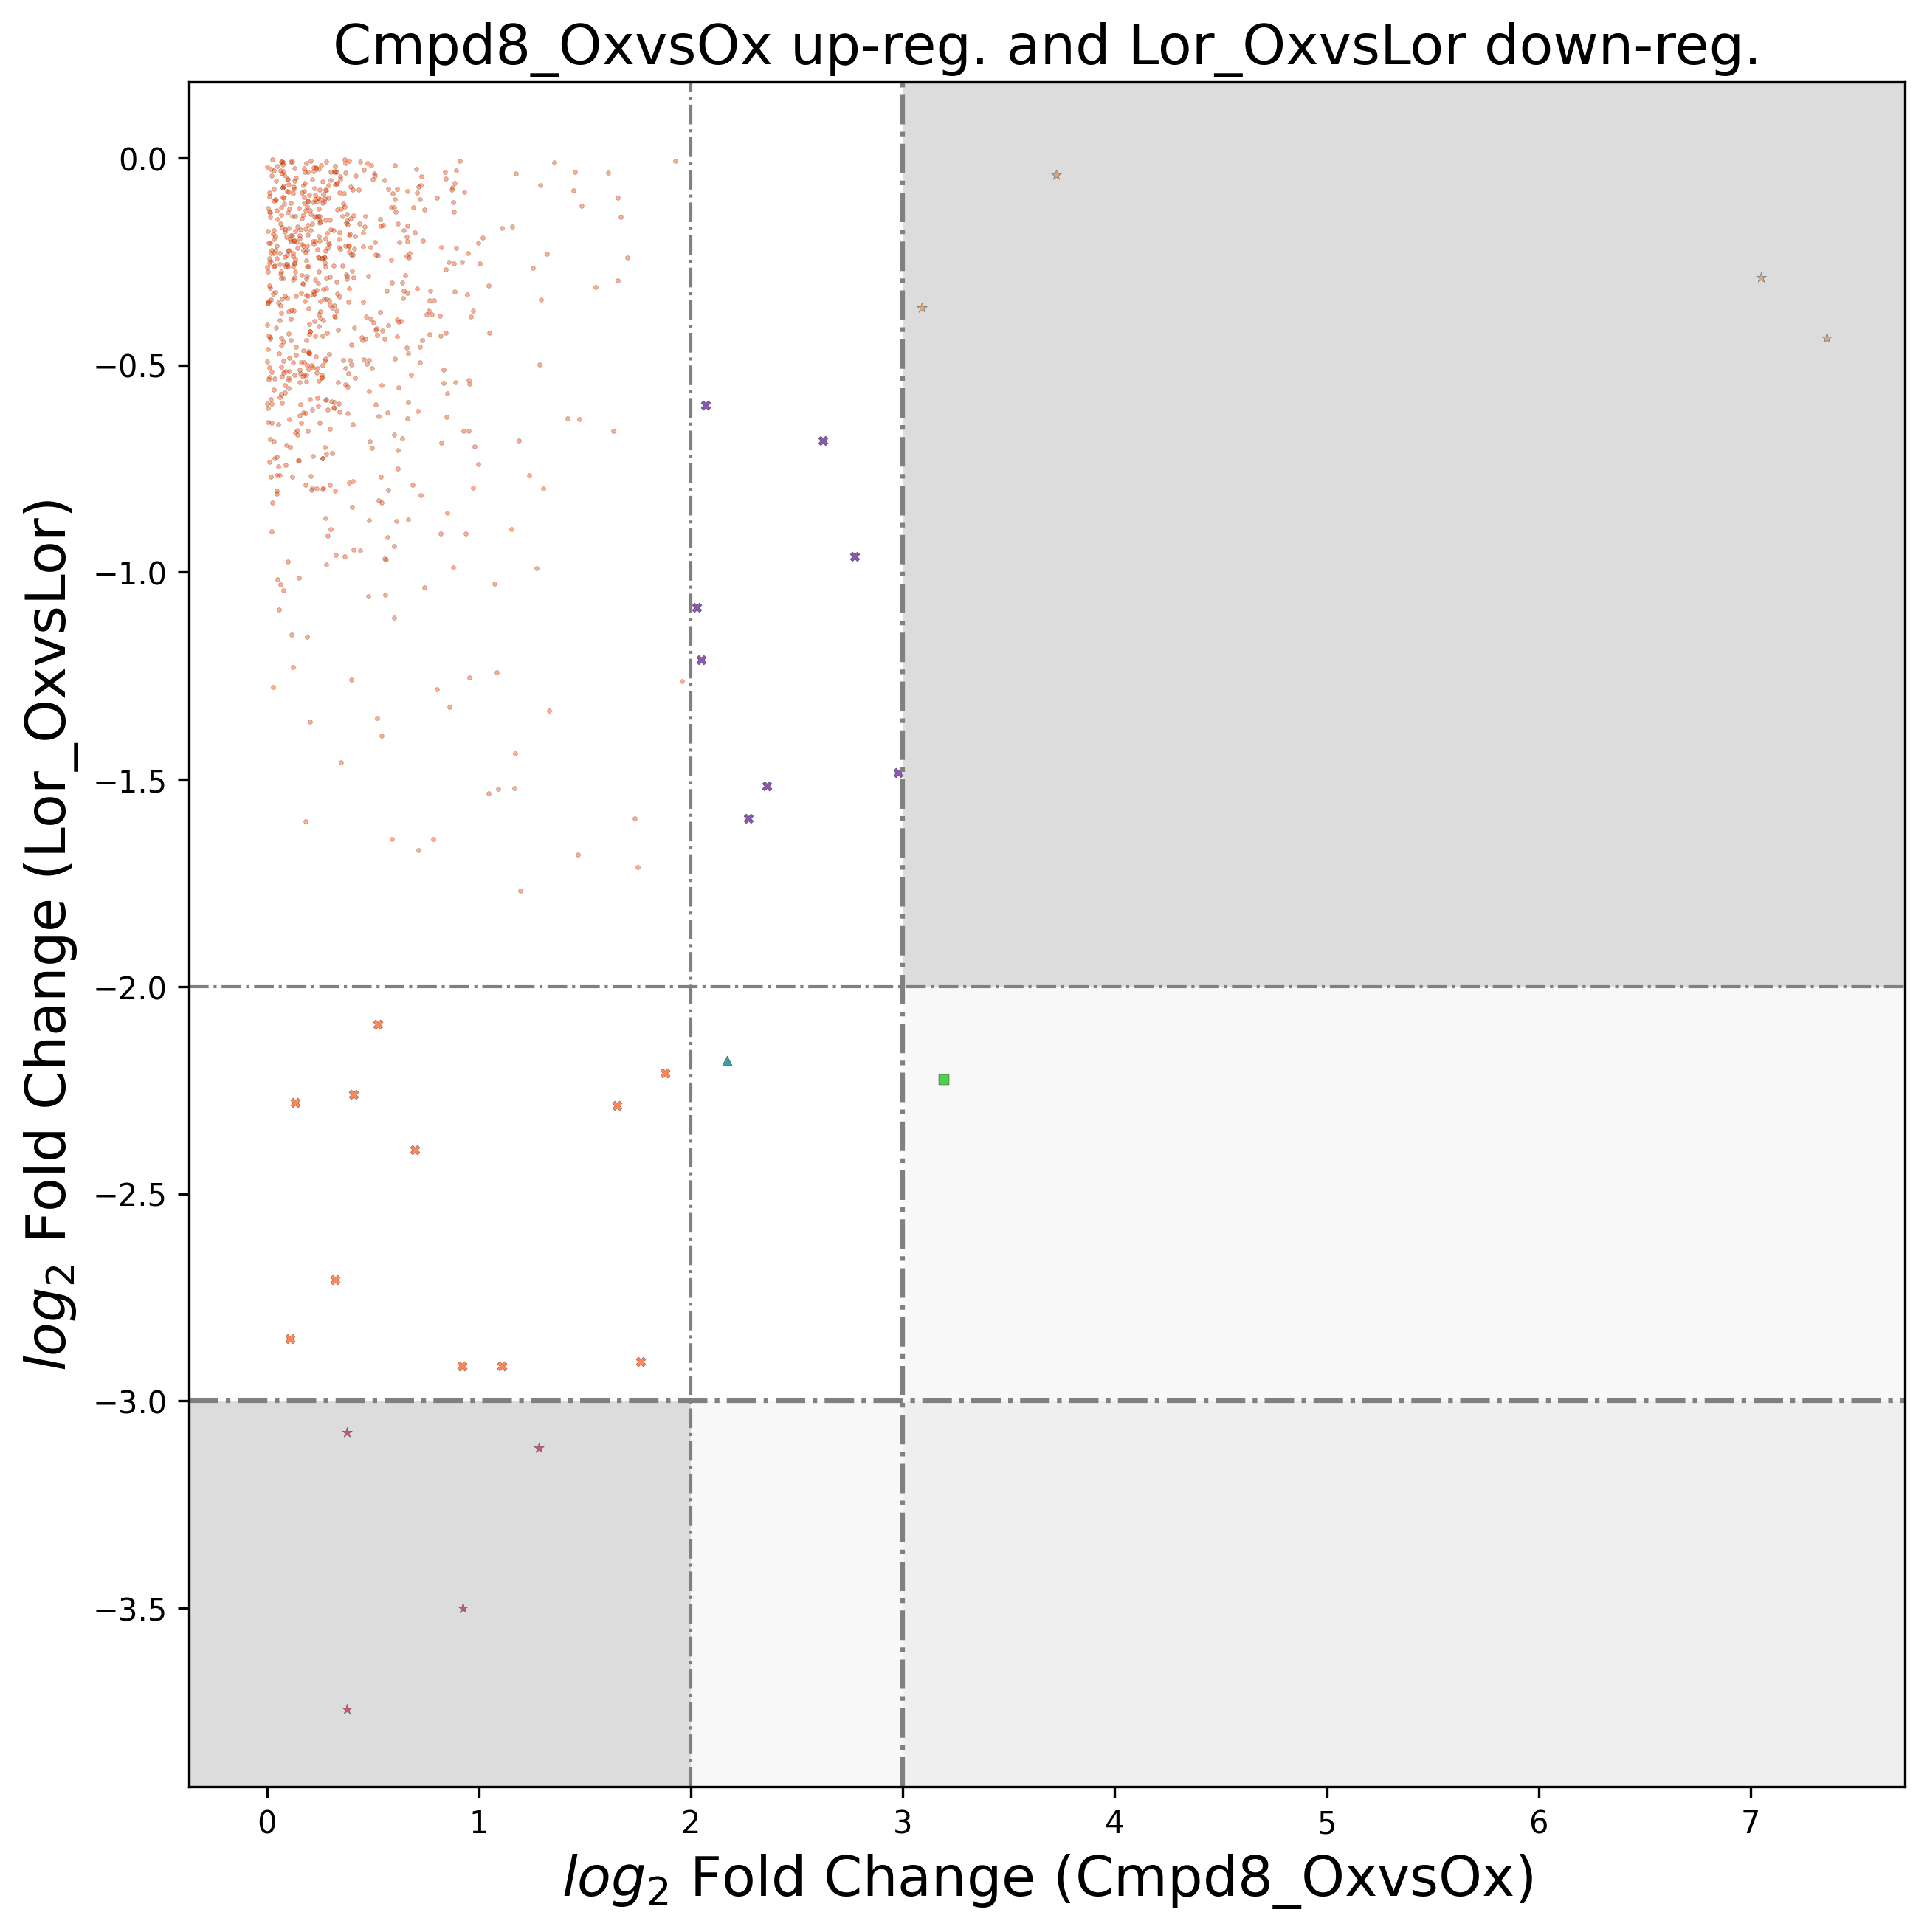 Cmpd8_OxvsOx up-reg. and Lor_OxvsLor down-reg.
log2 Fold Change (Lor_OxvsLor)
0.0
−0.5
−1.0
−1.5
−2.0
−2.5
−3.0
−3.5
0 1 2 3 4 5 6 7
log2 Fold Change (Cmpd8_OxvsOx)